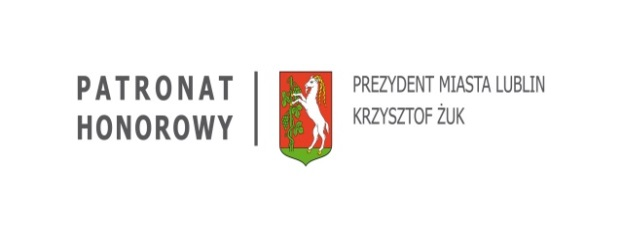 PATRONAT
HONOROWY
PREZYDENT MIASTA LUBLIN
KRZYSZTOF ŻUK